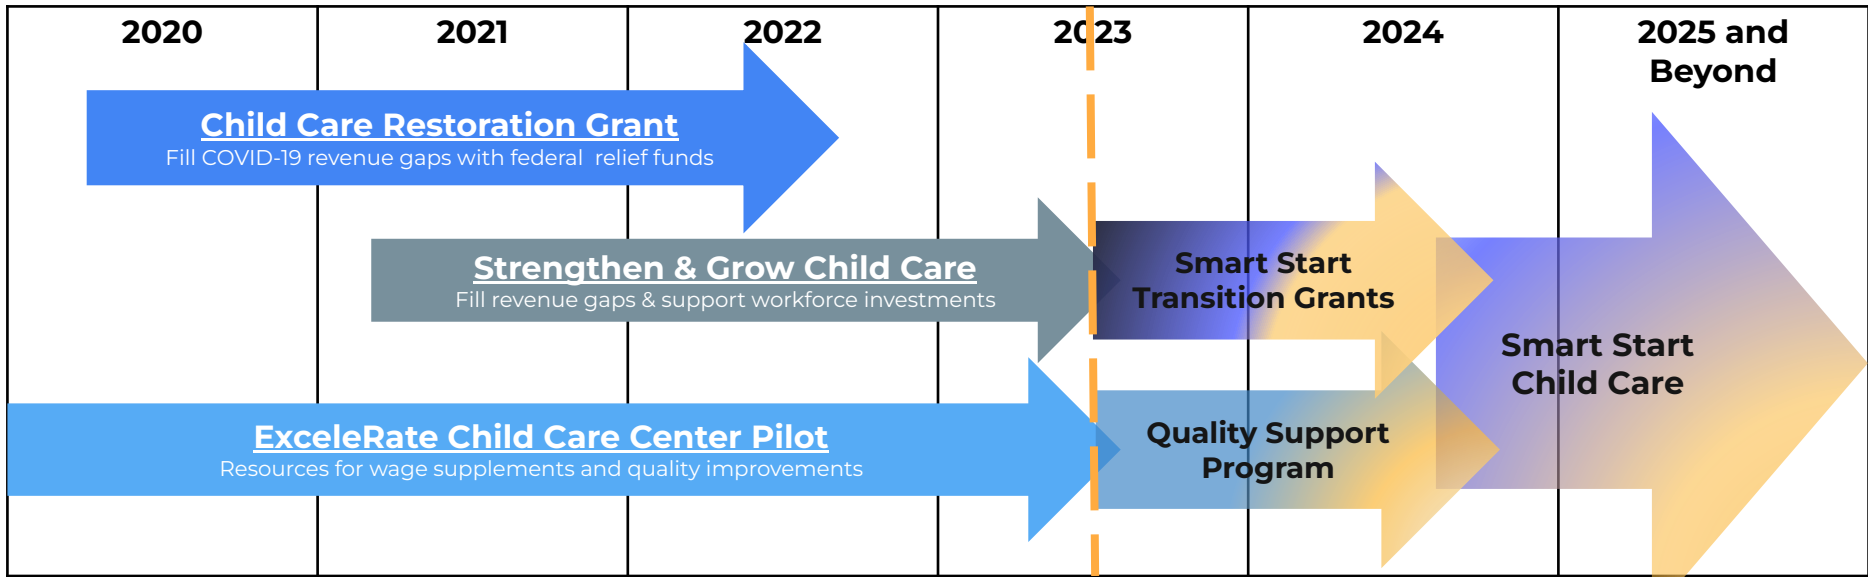 2020
2021
2022
2023
2024
2025 and
Beyond
Child Care Restoration Grant
Fill COVID-19 revenue gaps with federal relief funds
Strengthen & Grow Child Care
Fill revenue gaps & support workforce investments
Smart Start
Transition Grants
Smart Start
Child Care
ExceleRate Child Care Center Pilot
Resources for wage supplements and quality improvements
Quality Support
Program